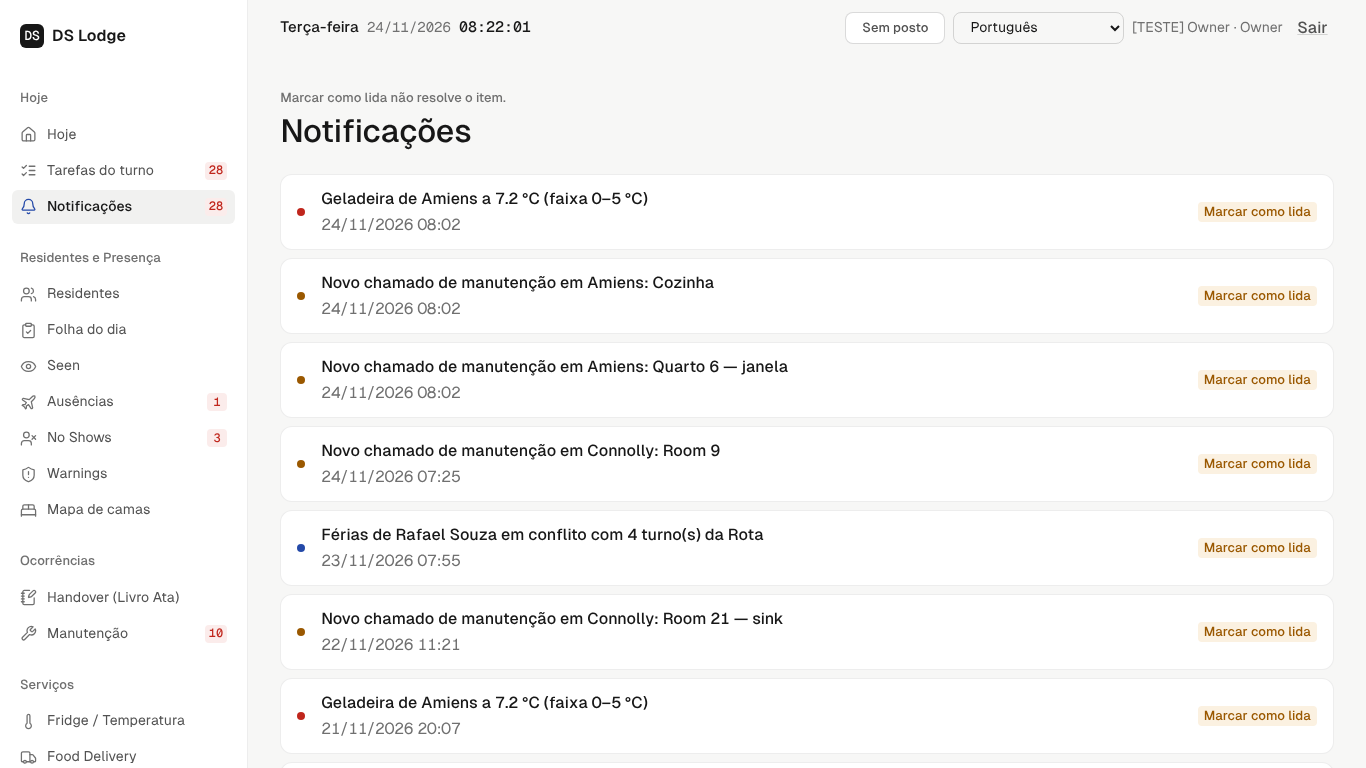 DS DS Lodge
Terça-feira 24/11/2026 08:22:01
Sem posto
Português
[TESTE] Owner · Owner
Sair
Hoje
Hoje
Tarefas do turno 28
Notificações 28
Residentes e Presença
Residentes
Folha do dia
Seen
Ausências 1
No Shows 3
Warnings
Mapa de camas
Ocorrências
Handover (Livro Ata)
Manutenção 10
Serviços
Fridge / Temperatura
Food Delivery
Marcar como lida não resolve o item.
Notificações
Geladeira de Amiens a 7.2 °C (faixa 0–5 °C)
24/11/2026 08:02
Marcar como lida
Novo chamado de manutenção em Amiens: Cozinha
24/11/2026 08:02
Marcar como lida
Novo chamado de manutenção em Amiens: Quarto 6 — janela
24/11/2026 08:02
Marcar como lida
Novo chamado de manutenção em Connolly: Room 9
24/11/2026 07:25
Marcar como lida
Férias de Rafael Souza em conflito com 4 turno(s) da Rota
23/11/2026 07:55
Marcar como lida
Novo chamado de manutenção em Connolly: Room 21 — sink
22/11/2026 11:21
Marcar como lida
Geladeira de Amiens a 7.2 °C (faixa 0–5 °C)
21/11/2026 20:07
Marcar como lida